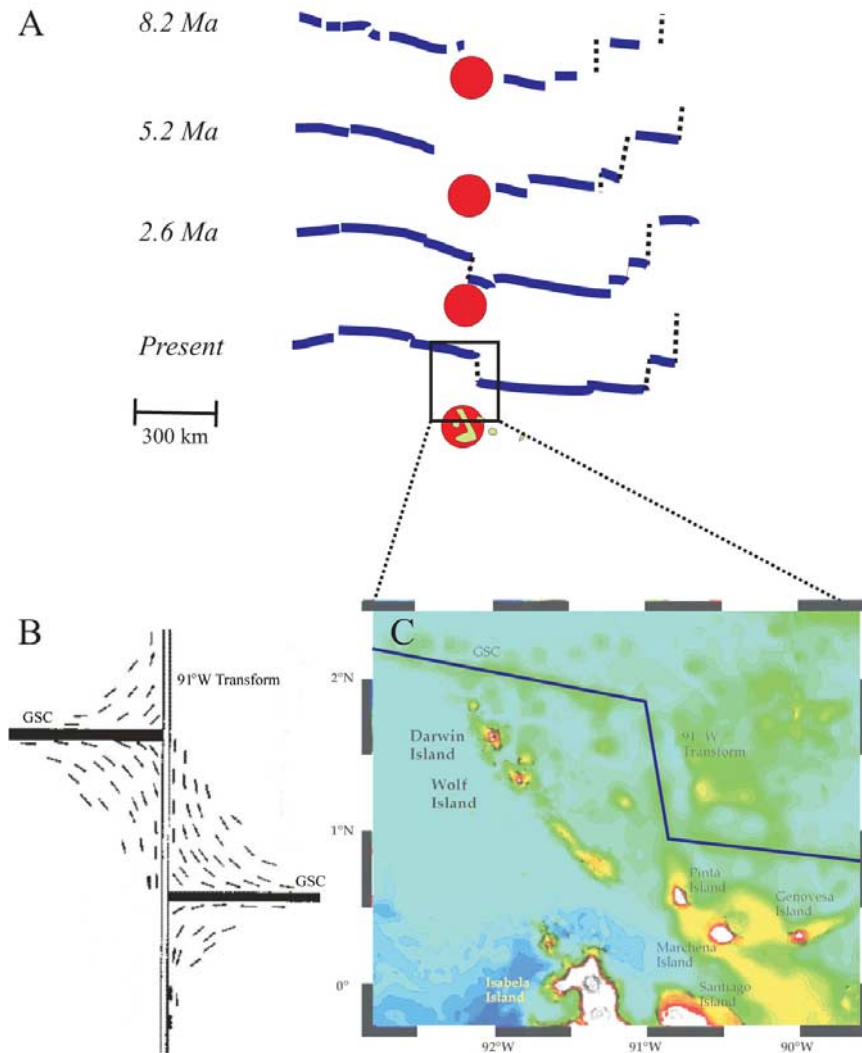 A
8.2 Ma
5.2 Ma
2.6 Ma
Present
300 km
B
91°W Transform
GSC
GSC
C
2°N
1°N
0°
92°W
91°W
90°W
GSC
Darwin
Island
Wolf
Island
91° W
Transform
Pinta
Island
Genovesa
Island
Marchena
Island
Isabela
Island
Santiago
Island